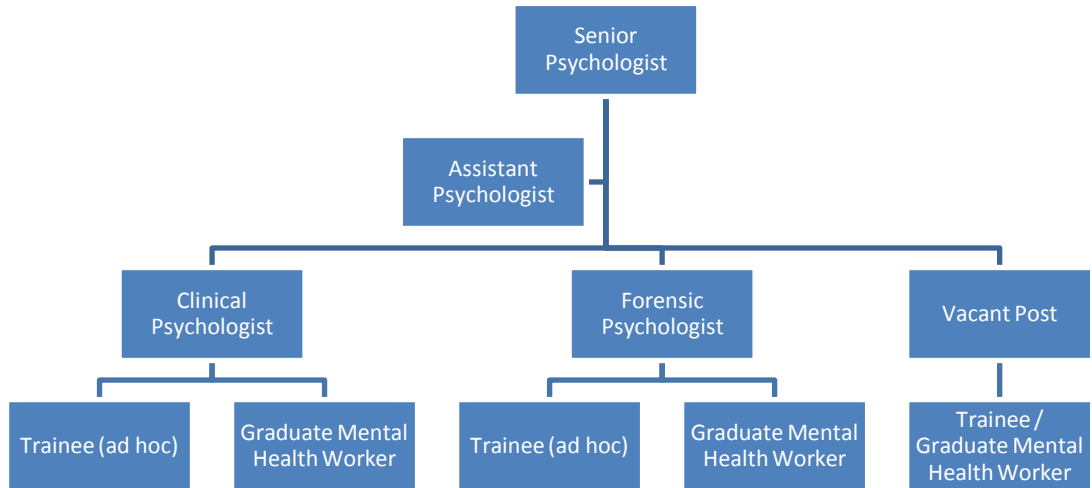 Senior
Psychologist
Assistant
Psychologist
Clinical
Psychologist
Forensic
Psychologist
Vacant Post
Trainee (ad hoc)
Graduate Mental
Health Worker
Trainee (ad hoc)
Graduate Mental
Health Worker
Trainee /
Graduate Mental
Health Worker